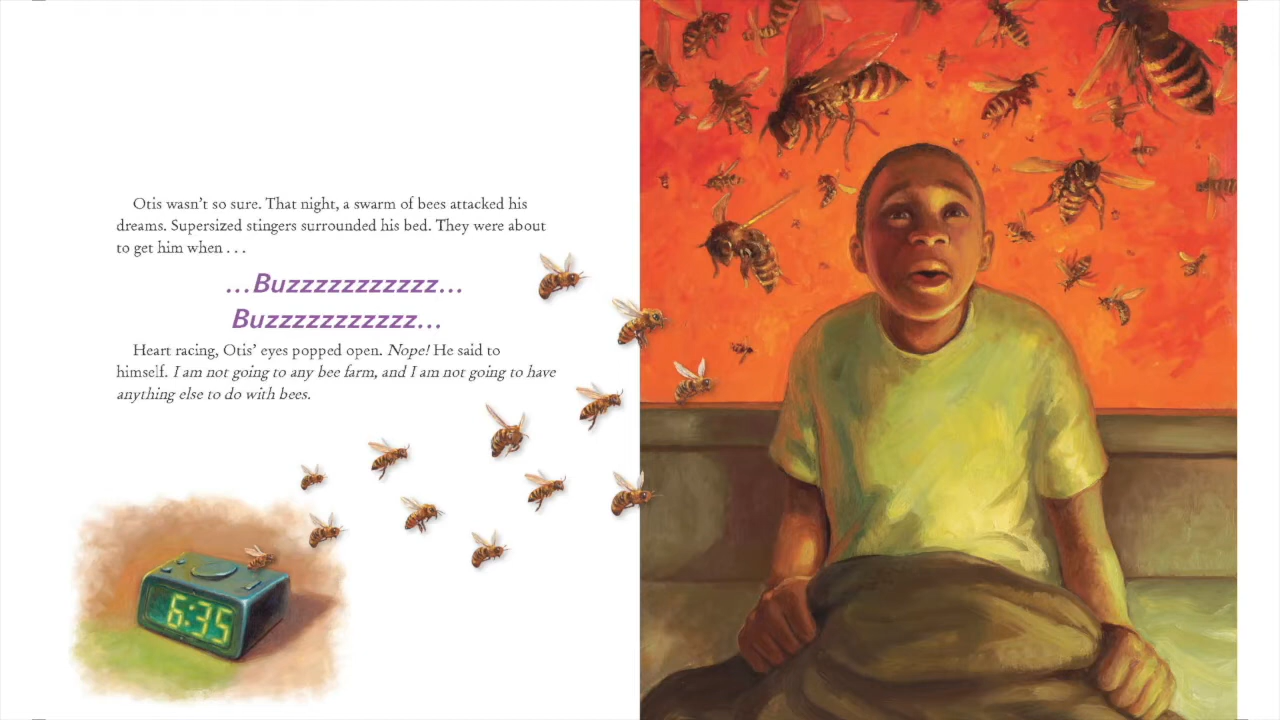 Otis wasn't so sure. That night, a swarm of bees attacked his
dreams. Supersized stingers surrounded his bed. They were about
to get him when . . .
...Buzzzzzzzzzzz...
Buzzzzzzzzzzzz...
Heart racing, Otis' eyes popped open. Nope! He said to
himself. I am not going to any bee farm, and I am not going to have
anything else to do with bees.
6:35